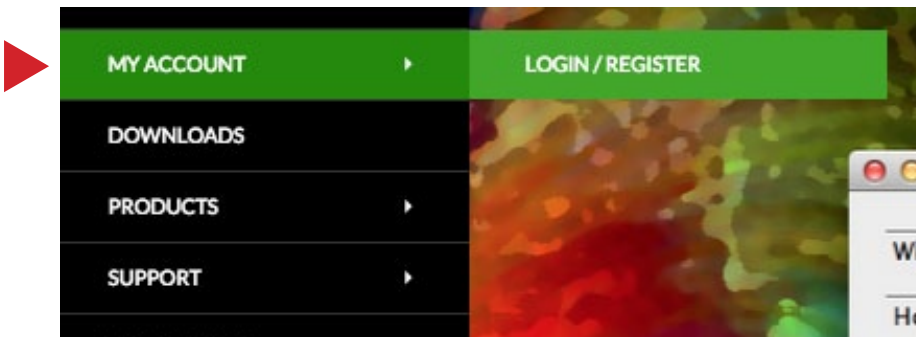 MY ACCOUNT
LOGIN / REGISTER
DOWNLOADS
PRODUCTS
SUPPORT